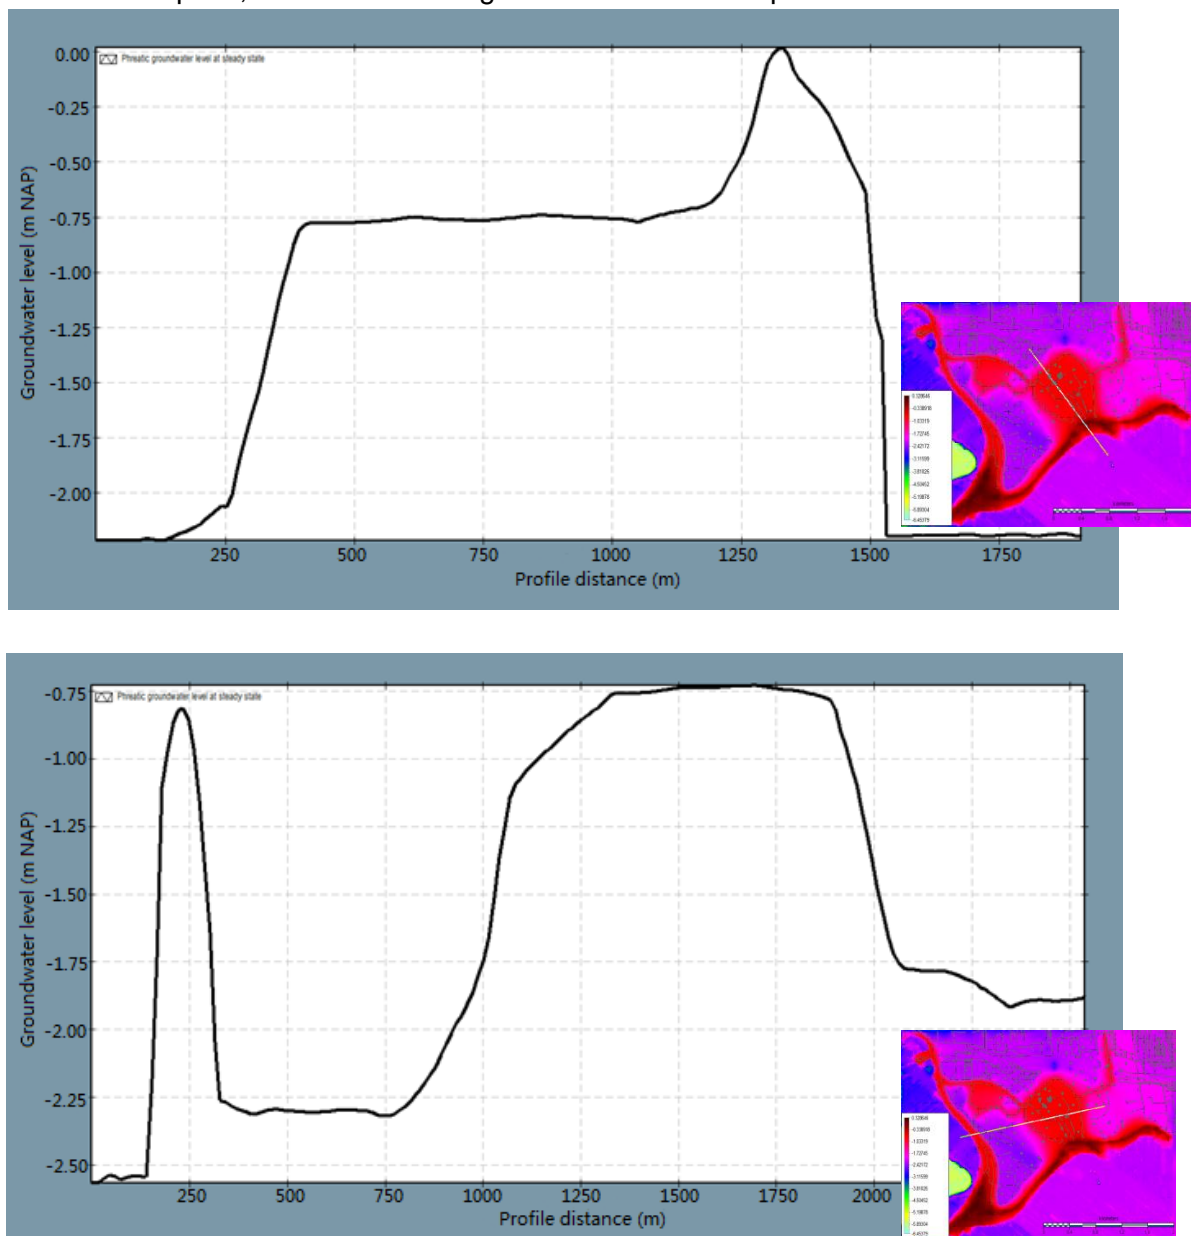 0.00
Phreatic groundwater level at steady state
-0.25
-0.50
-0.75
-1.00
-1.25
-1.50
-1.75
-2.00
Groundwater level (m NAP)
250 500 750 1000 1250 1500 1750
Profile distance (m)
-0.75
Phreatic groundwater level at steady state
-1.00
-1.25
-1.50
-1.75
-2.00
-2.25
-2.50
Groundwater level (m NAP)
250 500 750 1000 1250 1500 1750 2000
Profile distance (m)